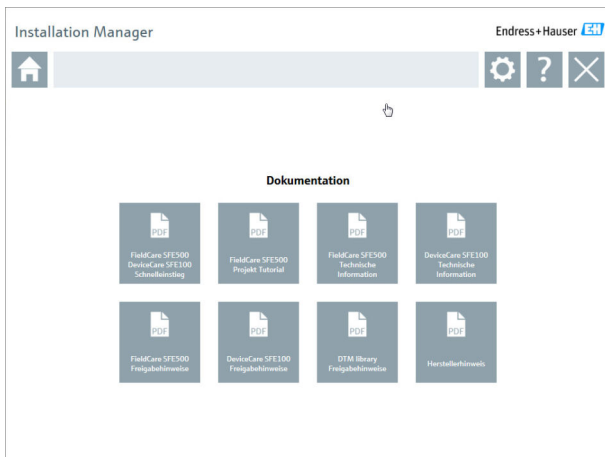 Installation Manager
Endress+Hauser EH
?
Dokumentation
PDF
FieldCare SFE500
DeviceCare SFE100
Schnelleinstieg
PDF
FieldCare SFE500
Projekt Tutorial
PDF
FieldCare SFE500
Technische
Information
PDF
DeviceCare SFE100
Technische
Information
PDF
FieldCare SFE500
Freigabehinweise
PDF
DeviceCare SFE100
Freigabehinweise
PDF
DTM library
Freigabehinweise
PDF
Herstellerhinweis